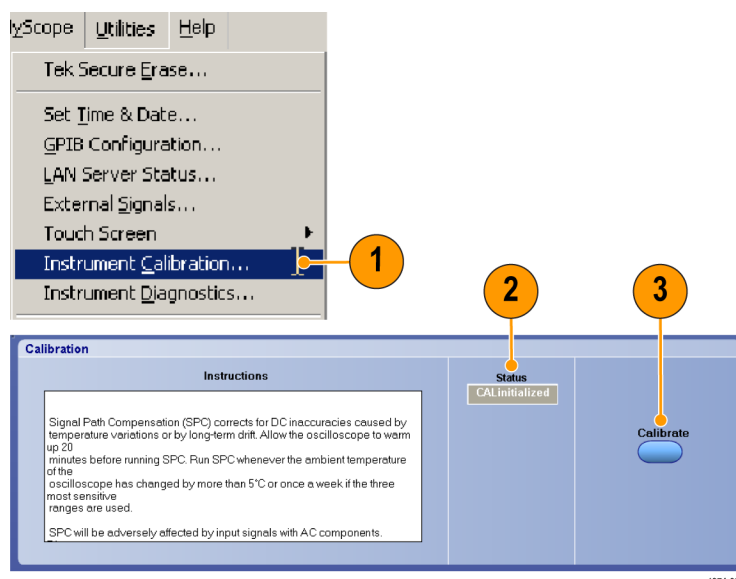 lyScope Utilities Help
Tek Secure Erase...
Set Time & Date...
GPIB Configuration...
LAN Server Status...
External Signals...
Touch Screen
Instrument Calibration...
Instrument Diagnostics...
1
2
3
Calibration
Instructions
Signal Path Compensation (SPC) corrects for DC inaccuracies caused by
temperature variations or by long-term drift. Allow the oscilloscope to warm
up 20
minutes before running SPC. Run SPC whenever the ambient temperature
of the
oscilloscope has changed by more than 5°C or once a week if the three
most sensitive
ranges are used.
SPC will be adversely affected by input signals with AC components.
Status
CALinitialized
Calibrate